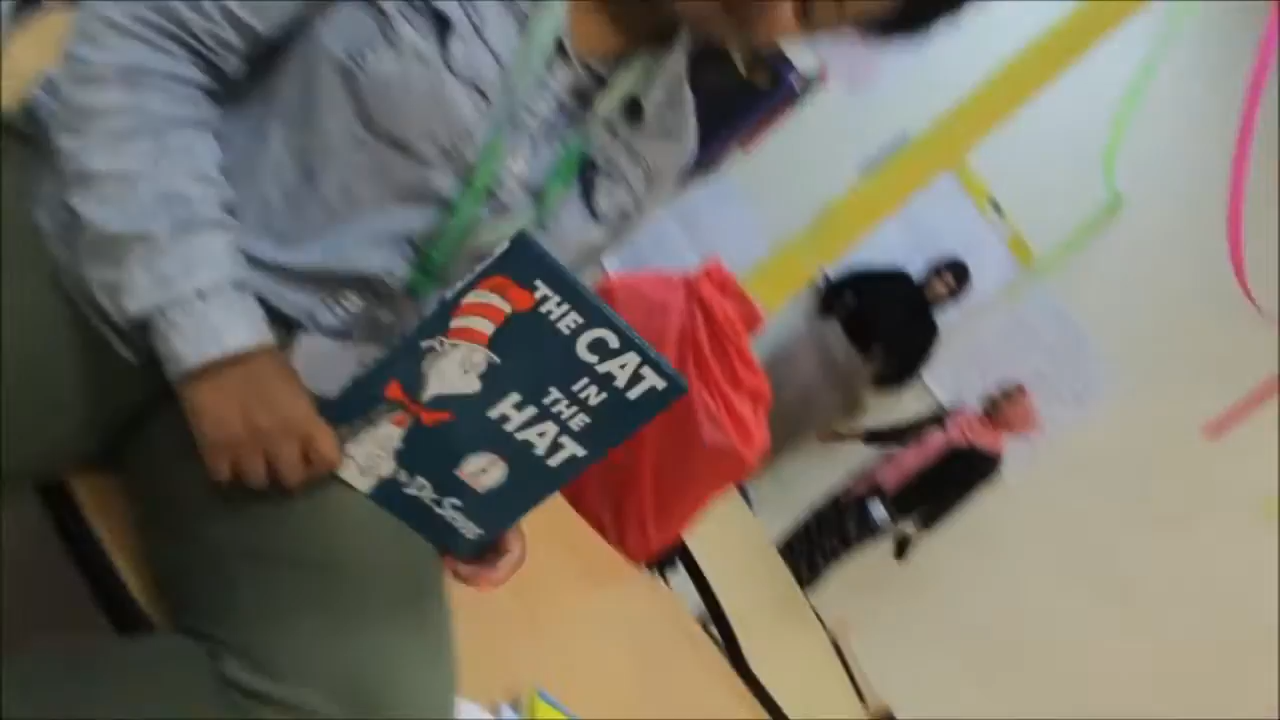 THE CAT
IN
THE
HAT
Dr. Seuss